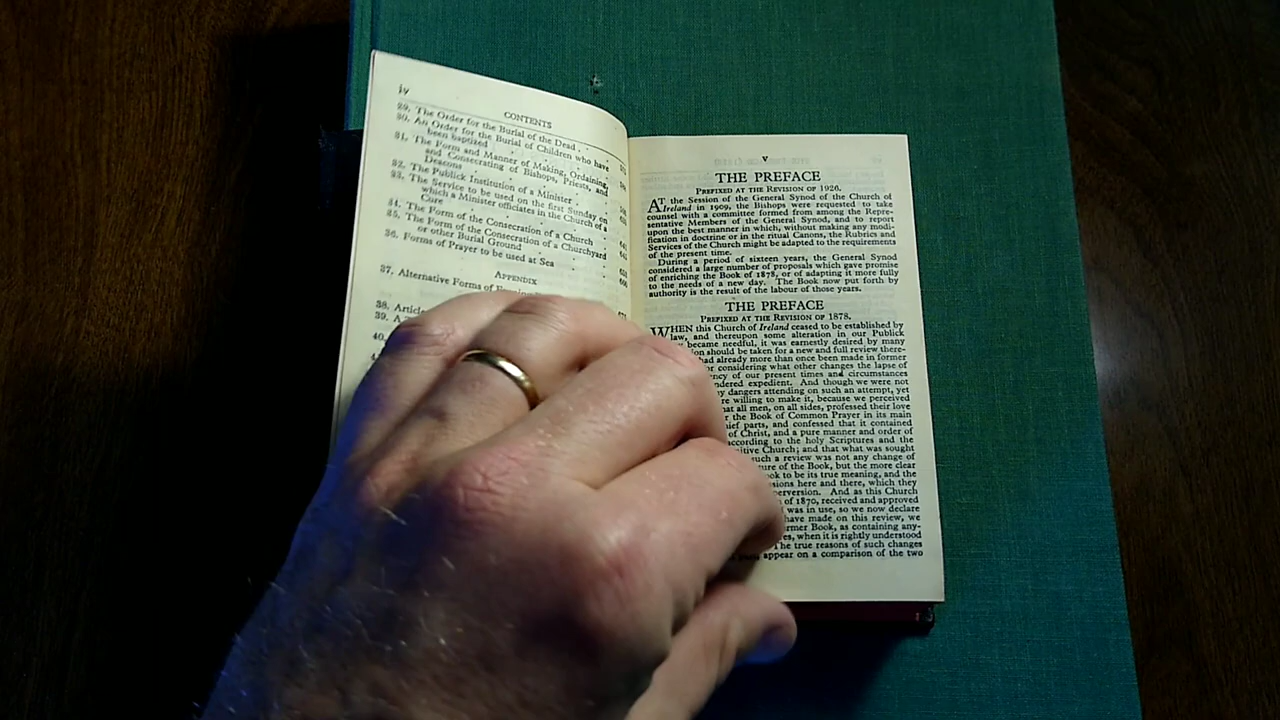 iv
CONTENTS
29. The Order for the Burial of the Dead
30. An Order for the Burial of Children who have
been baptized
31. The Form and Manner of Making, Ordaining,
and Consecrating of Bishops, Priests, and
Deacons
32. The Publick Institution of a Minister
33. The Service to be used on the first Sunday on
which a Minister officiates in the Church of a
Cure
34. The Form of the Consecration of a Church
35. The Form of the Consecration of a Churchyard
or other Burial Ground
36. Forms of Prayer to be used at Sea
APPENDIX
37. Alternative Forms of
38.
39.
40.
v
THE PREFACE
PREFIXED AT THE REVISION OF 1926.
AT the Session of the General Synod of the Church of
Ireland in 1909, the Bishops were requested to take
counsel with a committee formed from among the Repre-
sentative Members of the General Synod, and to report
upon the best manner in which, without making any modi-
fication in doctrine or in the ritual Canons, the Rubrics and
Services of the Church might be adapted to the requirements
of the present time.
During a period of sixteen years, the General Synod
considered a large number of proposals which gave promise
of enriching the Book of 1878, or of adapting it more fully
to the needs of a new day. The Book now put forth by
authority is the result of the labour of those years.
THE PREFACE
PREFIXED AT THE REVISION OF 1878.
WHEN this Church of Ireland ceased to be established by
law, and thereupon some alteration in our Publick
became needful, it was earnestly desired by many
should be taken for a new and full review there-
had already more than once been made in former
or considering what other changes the lapse of
of our present times and circumstances
expedient. And though we were not
dangers attending on such an attempt, yet
willing to make it, because we perceived
all men, on all sides, professed their love
the Book of Common Prayer in its main
parts, and confessed that it contained
of Christ, and a pure manner and order of
according to the holy Scriptures and the
Church; and that what was sought
such a review was not any change of
of the Book, but the more clear
to be its true meaning, and the
here and there, which they
And as this Church
of 1870, received and approved
was in use, so we now declare
have made on this review, we
Book, as containing any-
when it is rightly understood
The true reasons of such changes
appear on a comparison of the two